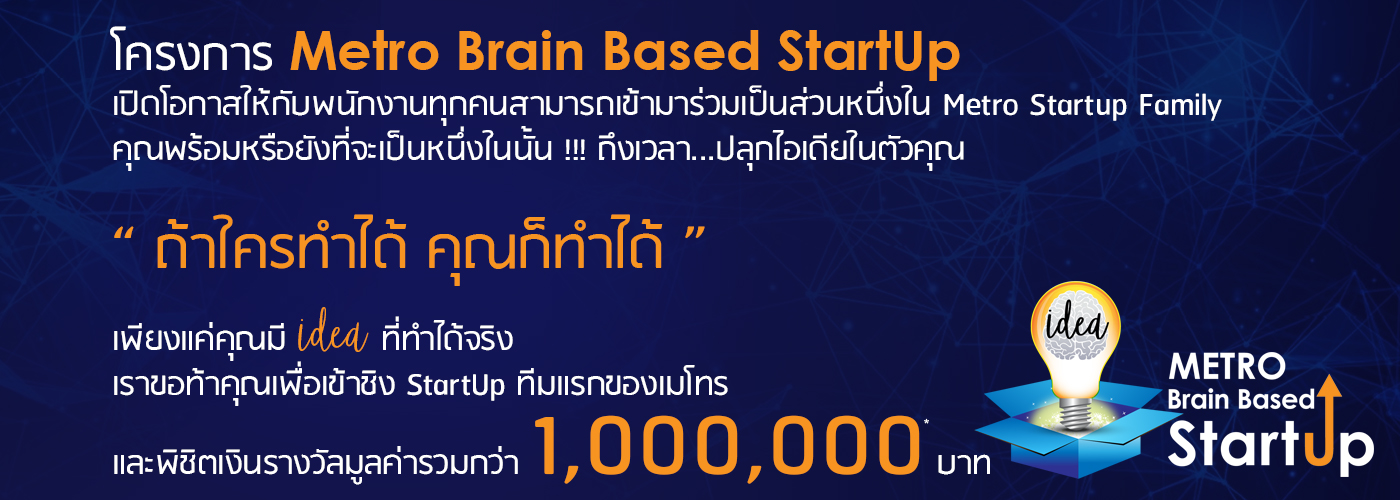 โครงการ Metro Brain Based StartUp
เปิดโอกาสให้กับพนักงานทุกคนสามารถเข้ามาร่วมเป็นส่วนหนึ่งใน Metro Startup Family
คุณพร้อมหรือยังที่จะเป็นหนึ่งในนั้น !!! ถึงเวลา...ปลุกไอเดียในตัวคุณ
“ ถ้าใครทำได้ คุณก็ทำได้ ”
เพียงแค่คุณมี idea ที่ทำได้จริง
เราขอท้าคุณเพื่อเข้าชิง StartUp ทีมแรกของเมโทร
และพิชิตเงินรางวัลมูลค่ารวมกว่า 1,000,000* บาท
idea
METRO
Brain Based
StartUp